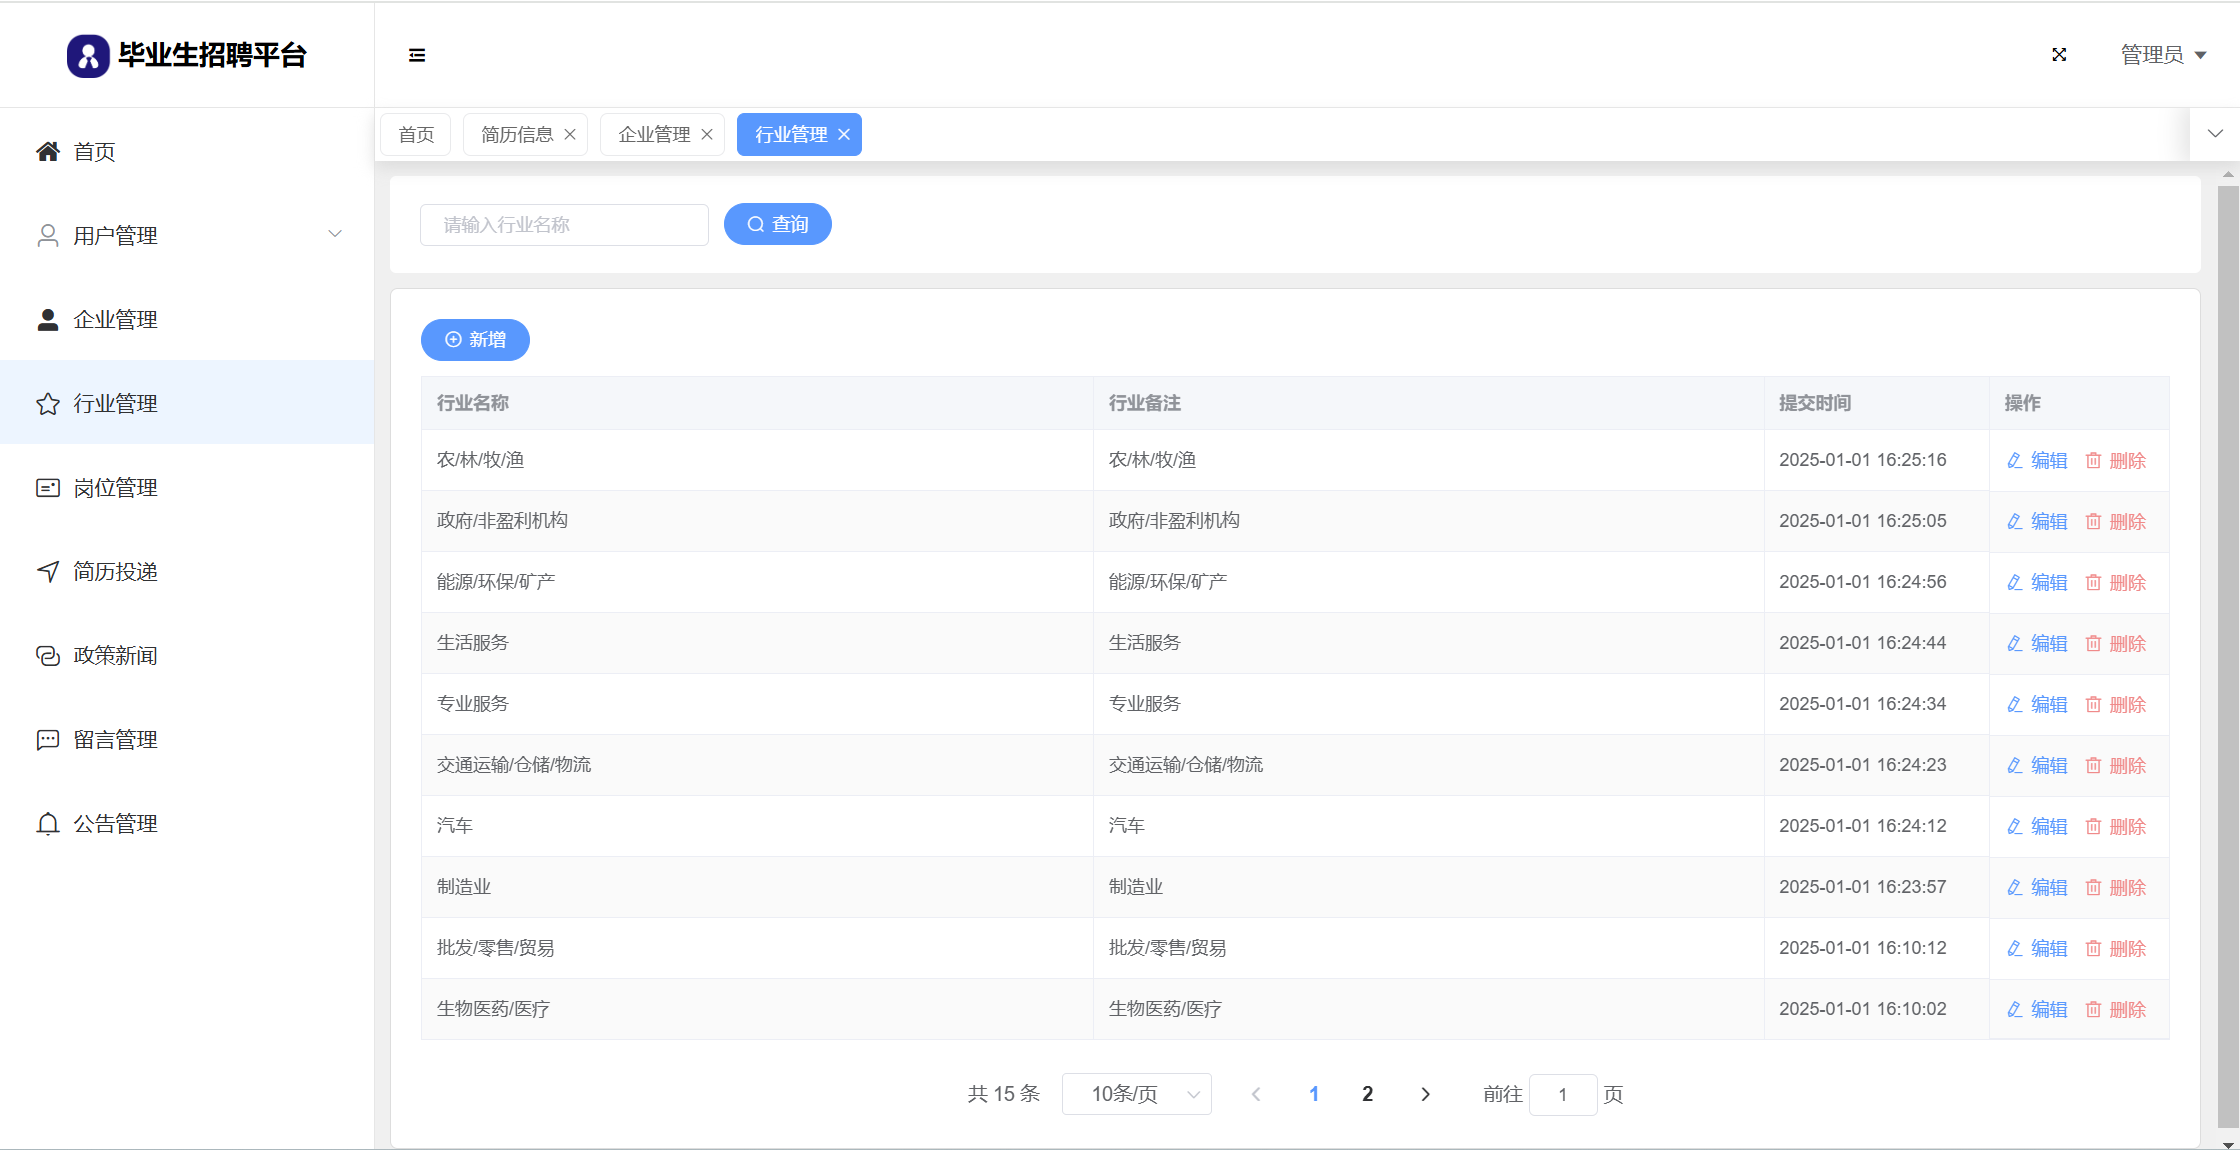 毕业生招聘平台
管理员
首页 简历信息 企业管理 行业管理
首页
用户管理
企业管理
行业管理
岗位管理
简历投递
政策新闻
留言管理
公告管理
请输入行业名称 查询
新增
行业名称 行业备注 提交时间 操作
农/林/牧/渔 农/林/牧/渔 2025-01-01 16:25:16 编辑 删除
政府/非盈利机构 政府/非盈利机构 2025-01-01 16:25:05 编辑 删除
能源/环保/矿产 能源/环保/矿产 2025-01-01 16:24:56 编辑 删除
生活服务 生活服务 2025-01-01 16:24:44 编辑 删除
专业服务 专业服务 2025-01-01 16:24:34 编辑 删除
交通运输/仓储/物流 交通运输/仓储/物流 2025-01-01 16:24:23 编辑 删除
汽车 汽车 2025-01-01 16:24:12 编辑 删除
制造业 制造业 2025-01-01 16:23:57 编辑 删除
批发/零售/贸易 批发/零售/贸易 2025-01-01 16:10:12 编辑 删除
生物医药/医疗 生物医药/医疗 2025-01-01 16:10:02 编辑 删除
共 15 条 10条/页 1 2 前往 1 页